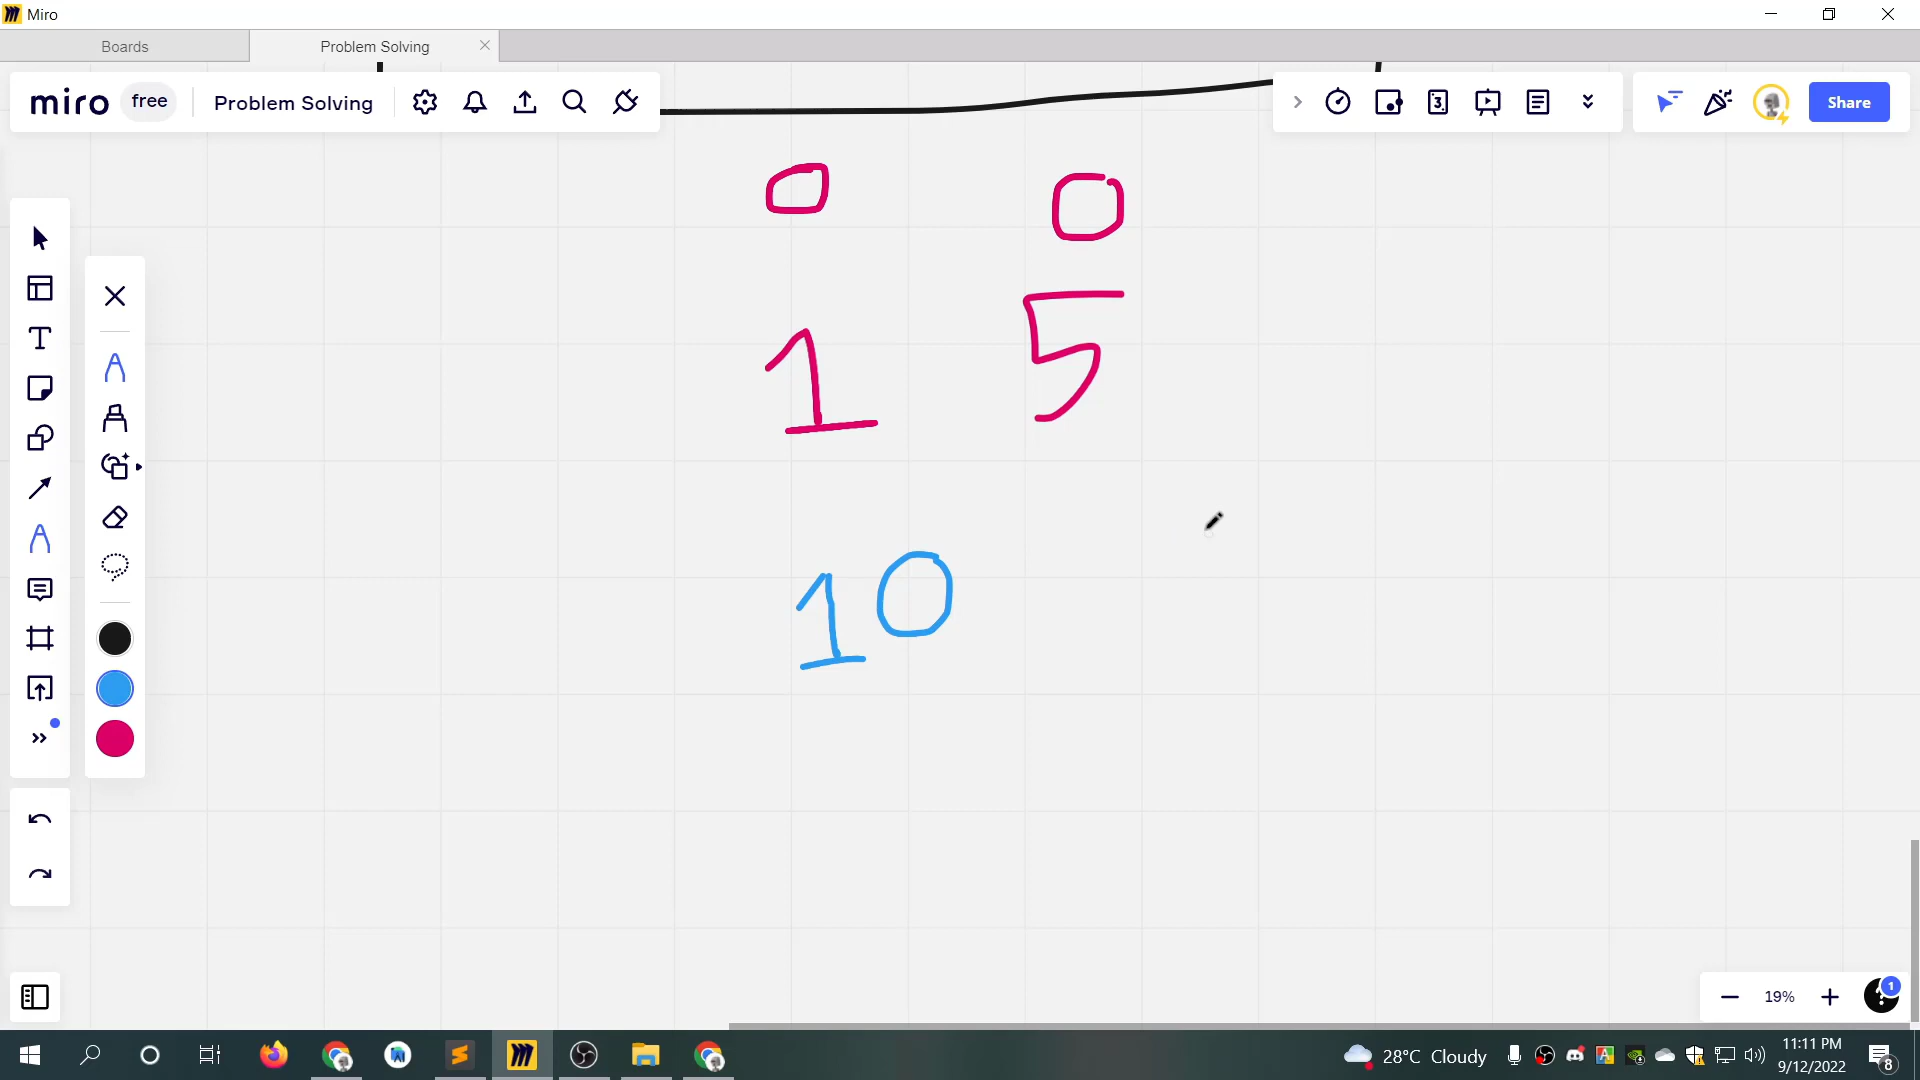 Miro
Boards Problem Solving
miro free Problem Solving Share
0 0
1 5
10
19%
28°C Cloudy 11:11 PM
9/12/2022 8